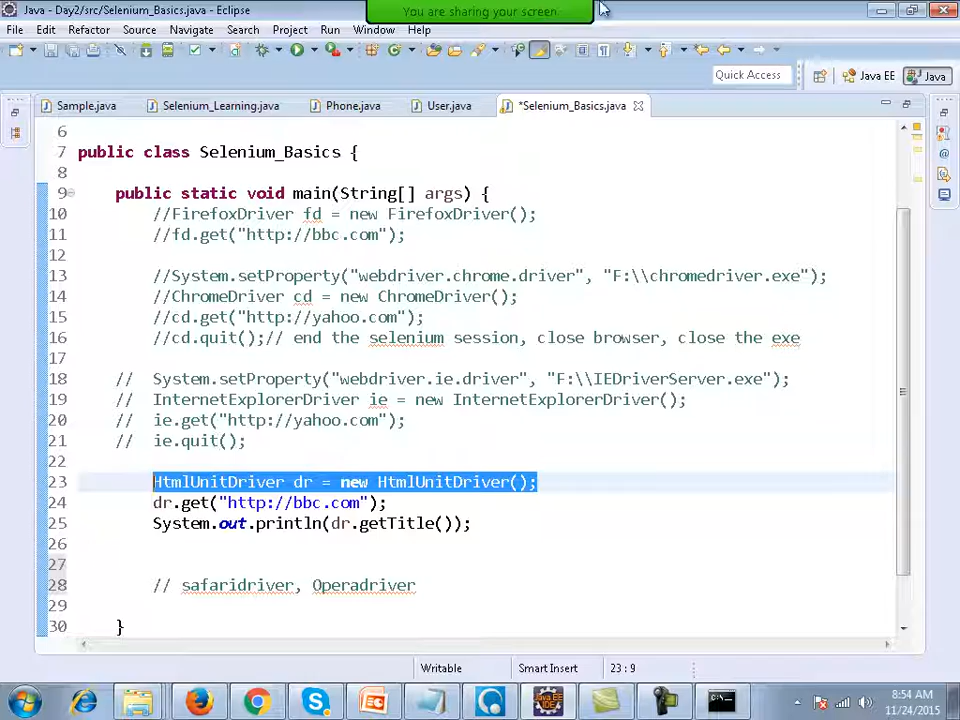 Java - Day2/src/Selenium_Basics.java - Eclipse
You are sharing your screen
File Edit Refactor Source Navigate Search Project Run Window Help
Quick Access
Java EE
Java
Sample.java
Selenium_Learning.java
Phone.java
User.java
*Selenium_Basics.java
6
7 public class Selenium_Basics {
8
9 public static void main(String[] args) {
10 //FirefoxDriver fd = new FirefoxDriver();
11 //fd.get("http://bbc.com");
12
13 //System.setProperty("webdriver.chrome.driver", "F:\\chromedriver.exe");
14 //ChromeDriver cd = new ChromeDriver();
15 //cd.get("http://yahoo.com");
16 //cd.quit();// end the selenium session, close browser, close the exe
17
18 // System.setProperty("webdriver.ie.driver", "F:\\IEDriverServer.exe");
19 // InternetExplorerDriver ie = new InternetExplorerDriver();
20 // ie.get("http://yahoo.com");
21 // ie.quit();
22
23 HtmlUnitDriver dr = new HtmlUnitDriver();
24 dr.get("http://bbc.com");
25 System.out.println(dr.getTitle());
26
27
28 // safaridriver, Operadriver
29
30 }
Writable
Smart Insert
23 : 9
8:54 AM
11/24/2015